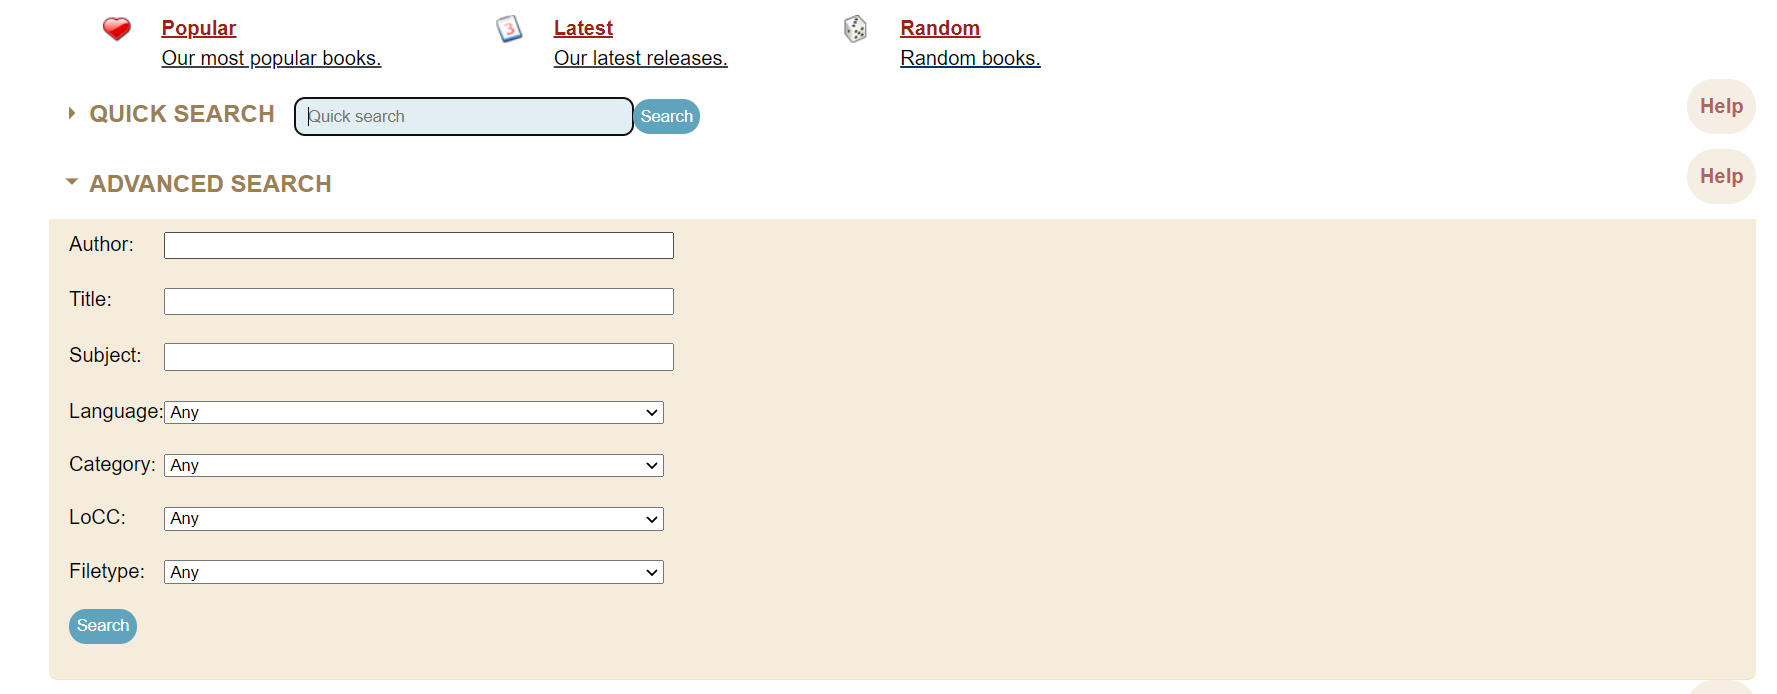 Popular
Our most popular books.
Latest
3
Our latest releases.
Random
Random books.
QUICK SEARCH
Quick search
Search
Help
ADVANCED SEARCH
Help
Author:
Title:
Subject:
Language: Any
Category: Any
LoCC: Any
Filetype: Any
Search